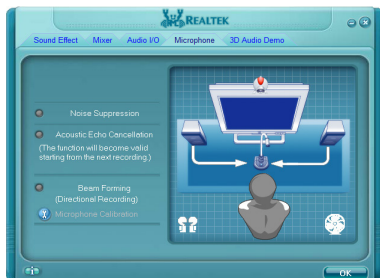 REALTEK
Sound Effect Mixer Audio I/O Microphone 3D Audio Demo
Noise Suppression
Acoustic Echo Cancellation
(The function will become valid
starting from the next recording.)
Beam Forming
(Directional Recording)
Microphone Calibration
OK